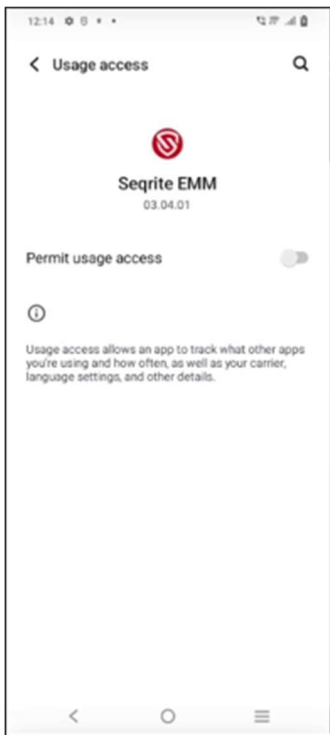 12:14
Usage access
Seqrite EMM
03.04.01
Permit usage access
Usage access allows an app to track what other apps
you're using and how often, as well as your carrier,
language settings, and other details.